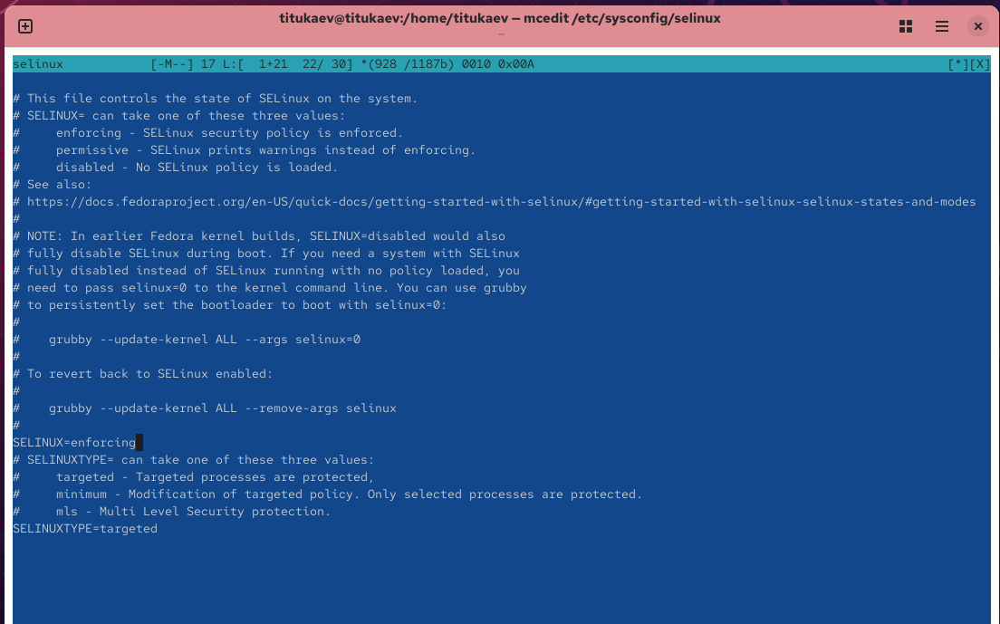 titukaev@titukaev:/home/titukaev — mcedit /etc/sysconfig/selinux
~
selinux            [-M--] 17 L:[  1+21  22/ 30] *(928 /1187b) 0010 0x00A                                                         [*][X]
# This file controls the state of SELinux on the system.
# SELINUX= can take one of these three values:
#     enforcing - SELinux security policy is enforced.
#     permissive - SELinux prints warnings instead of enforcing.
#     disabled - No SELinux policy is loaded.
# See also:
# https://docs.fedoraproject.org/en-US/quick-docs/getting-started-with-selinux/#getting-started-with-selinux-selinux-states-and-modes
#
# NOTE: In earlier Fedora kernel builds, SELINUX=disabled would also
# fully disable SELinux during boot. If you need a system with SELinux
# fully disabled instead of SELinux running with no policy loaded, you
# need to pass selinux=0 to the kernel command line. You can use grubby
# to persistently set the bootloader to boot with selinux=0:
#
#    grubby --update-kernel ALL --args selinux=0
#
# To revert back to SELinux enabled:
#
#    grubby --update-kernel ALL --remove-args selinux
#
SELINUX=enforcing
# SELINUXTYPE= can take one of these three values:
#     targeted - Targeted processes are protected,
#     minimum - Modification of targeted policy. Only selected processes are protected.
#     mls - Multi Level Security protection.
SELINUXTYPE=targeted